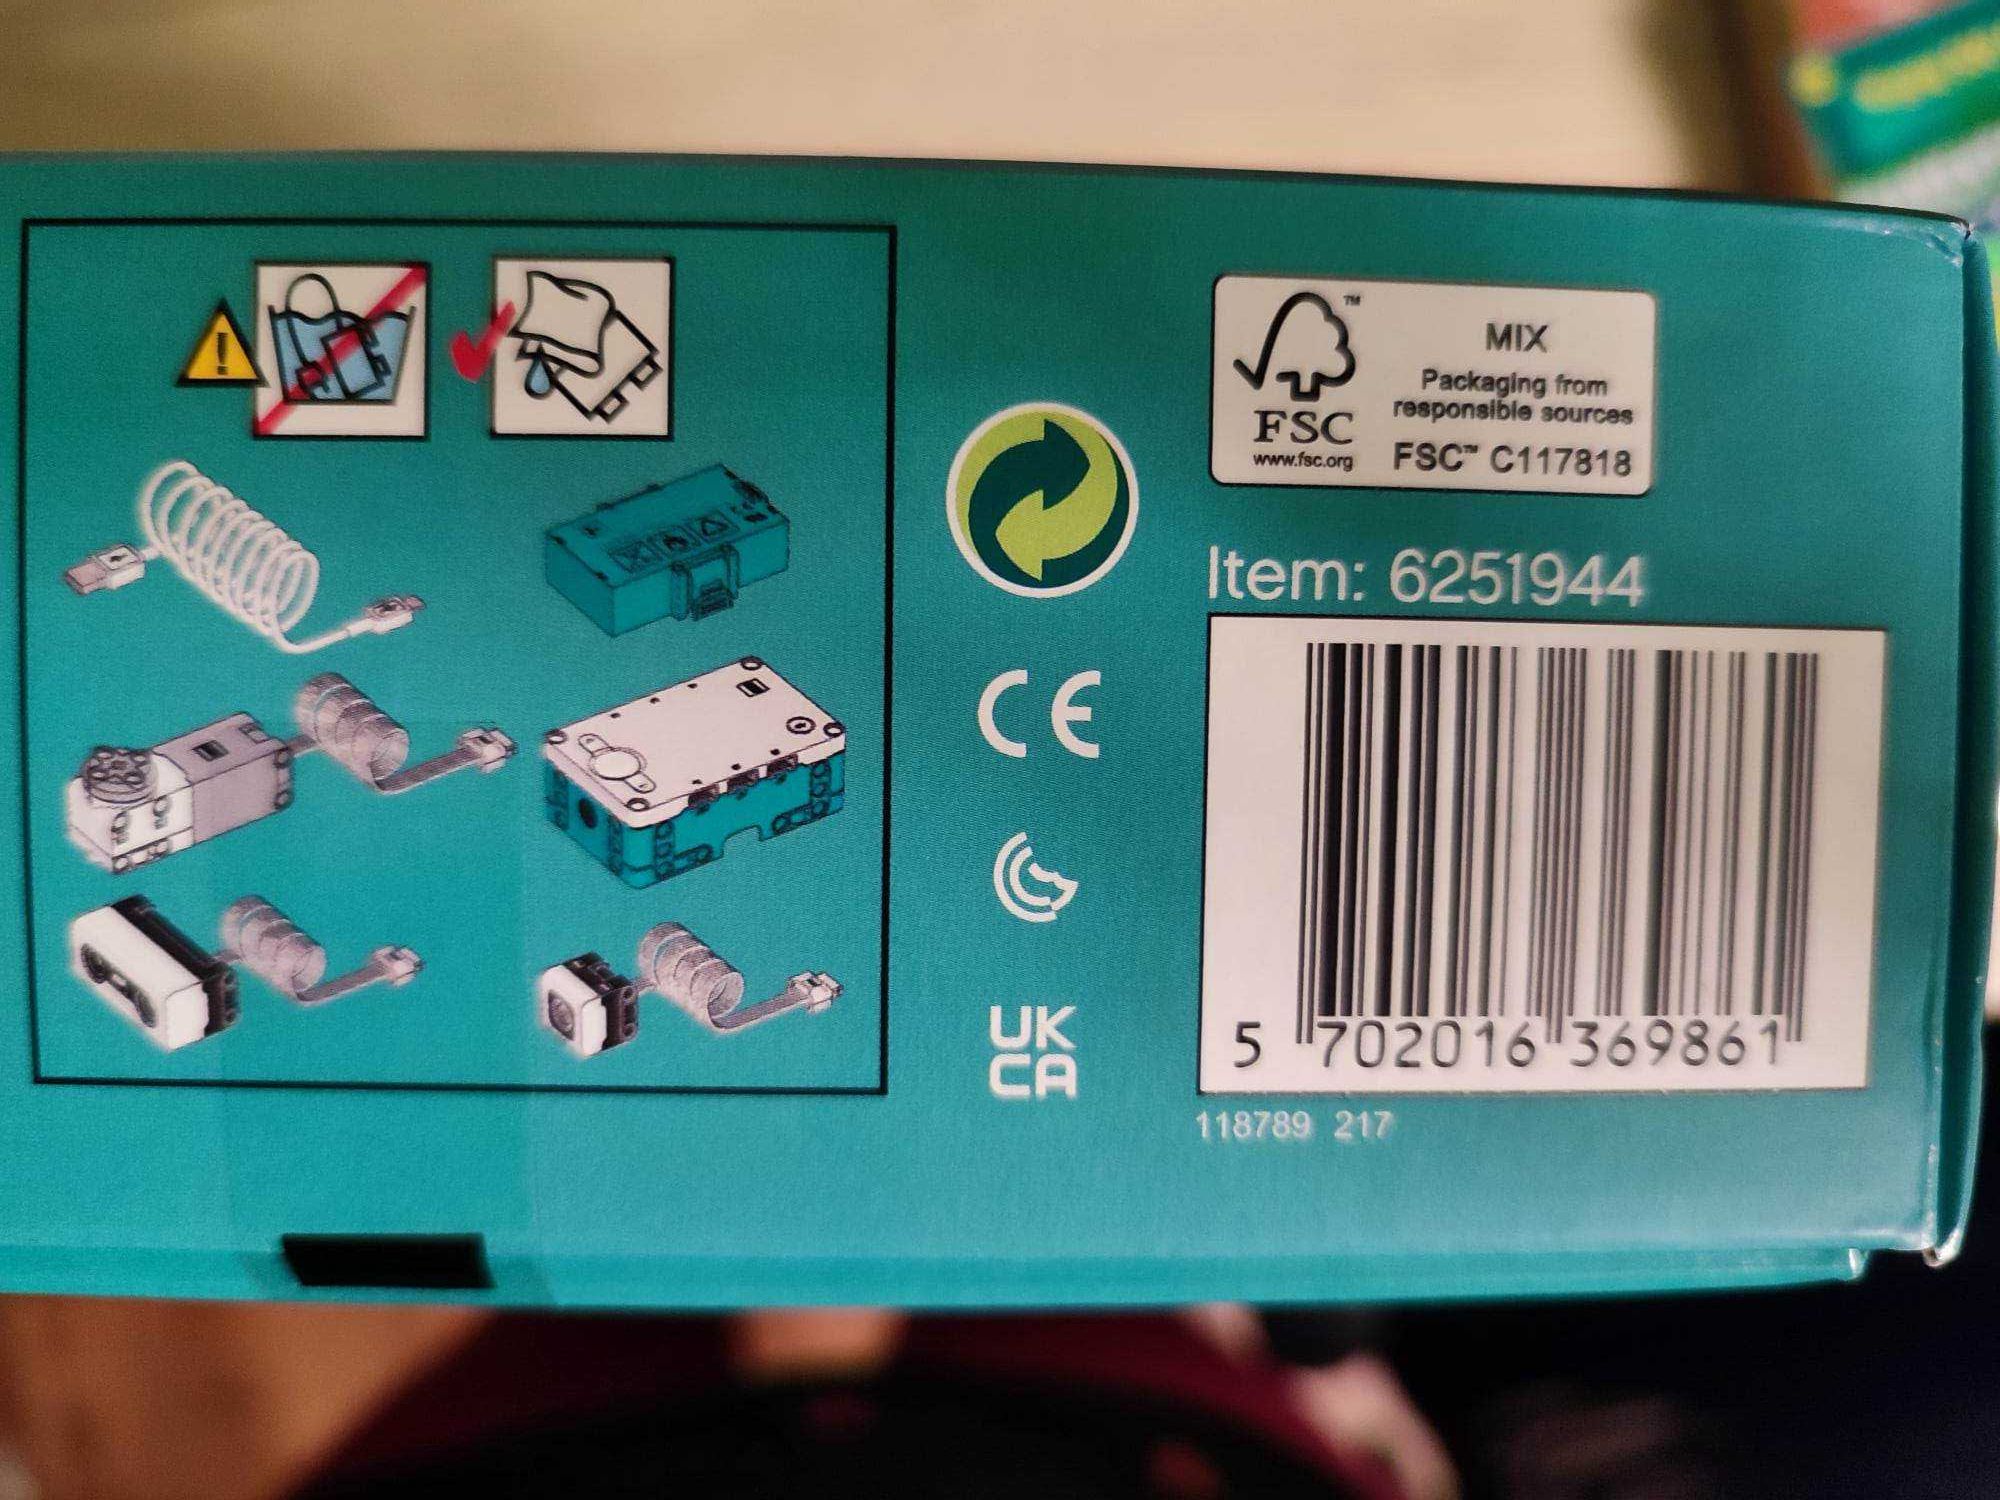 FSC
www.fsc.org
TM
MIX
Packaging from
responsible sources
FSC™ C117818
Item: 6251944
CE
UK
CA
5 702016 369861
118789 217